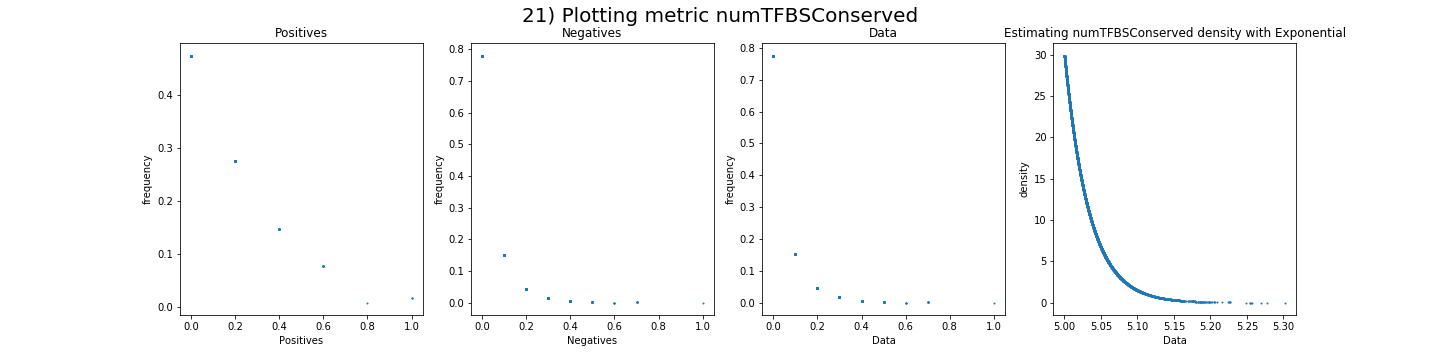 21) Plotting metric numTFBSConserved
Positives
0.4
0.3
0.2
0.1
0.0
frequency
0.0 0.2 0.4 0.6 0.8 1.0
Positives
Negatives
0.8
0.7
0.6
0.5
0.4
0.3
0.2
0.1
0.0
frequency
0.0 0.2 0.4 0.6 0.8 1.0
Negatives
Data
0.8
0.7
0.6
0.5
0.4
0.3
0.2
0.1
0.0
frequency
0.0 0.2 0.4 0.6 0.8 1.0
Data
Estimating numTFBSConserved density with Exponential
30
25
20
15
10
5
0
density
5.00 5.05 5.10 5.15 5.20 5.25 5.30
Data